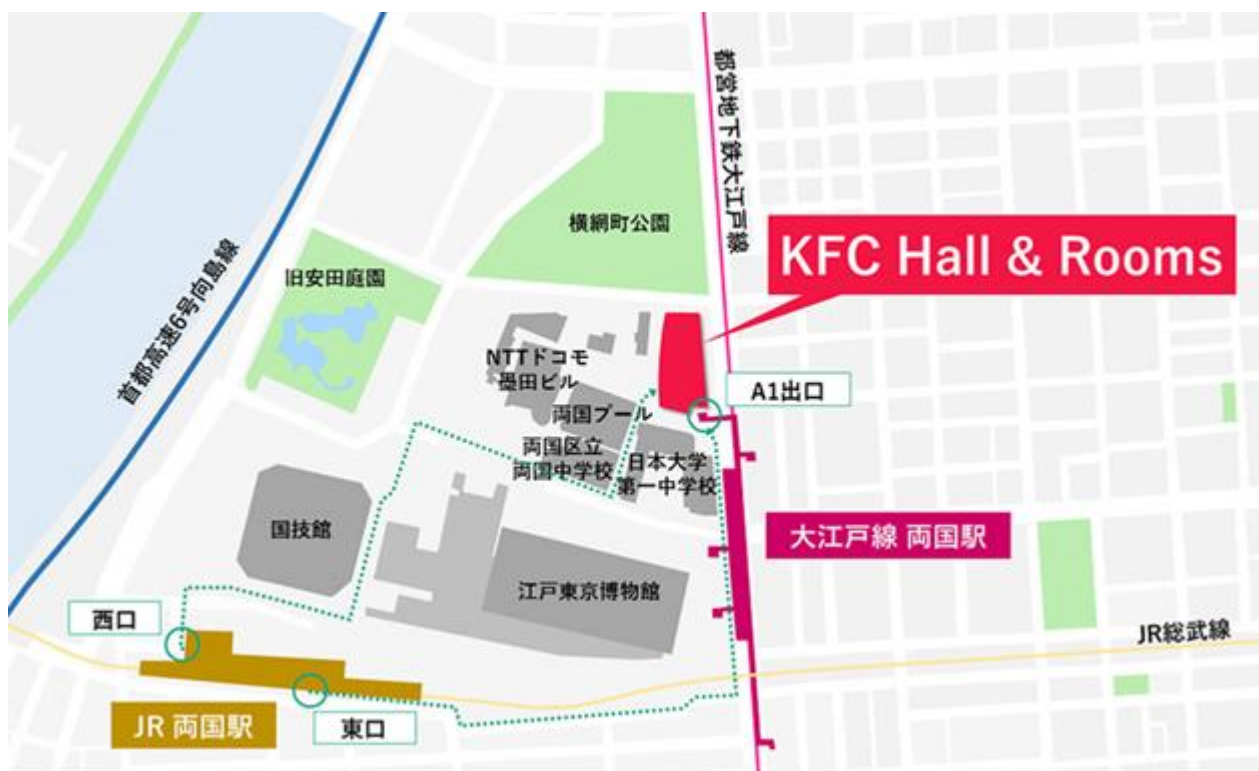 都営地下鉄大江戸線
横網町公園
KFC Hall & Rooms
旧安田庭園
首都高速6号向島線
NTTドコモ
墨田ビル
A1出口
両国プール
両国区立
両国中学校
日本大学
第一中学校
国技館
大江戸線 両国駅
江戸東京博物館
西口
JR総武線
JR 両国駅
東口